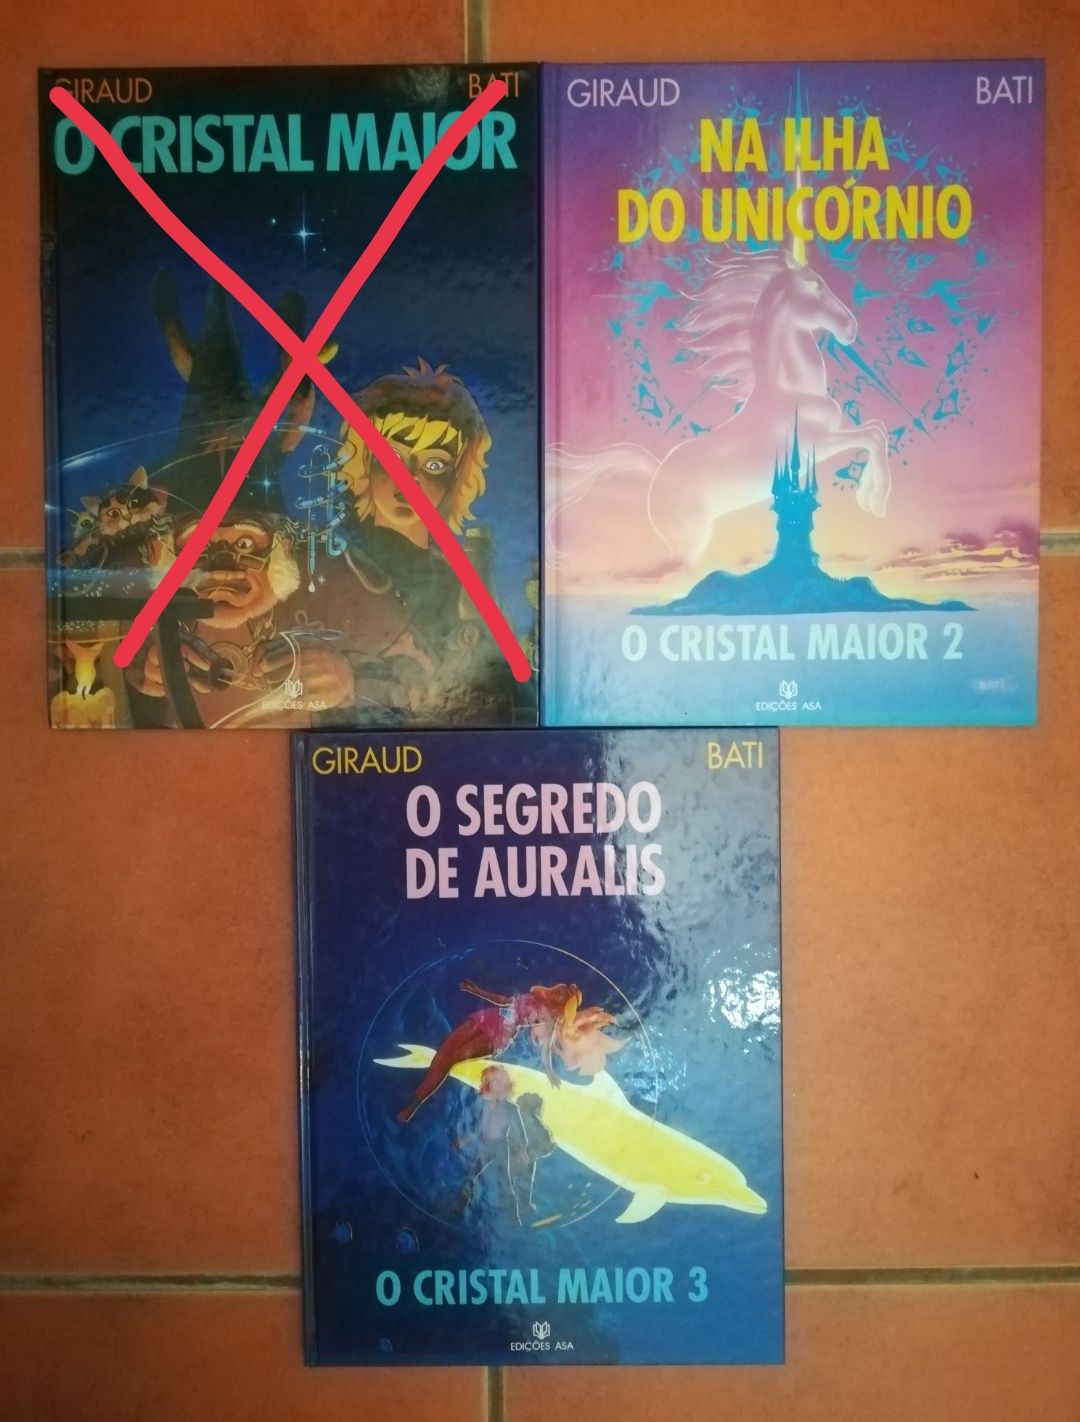 GIRAUD BATI
O CRISTAL MAIOR
EDIÇÕES ASA
GIRAUD BATI
NA ILHA
DO UNICÓRNIO
O CRISTAL MAIOR 2
BATI
EDIÇÕES ASA
GIRAUD BATI
O SEGREDO
DE AURALIS
O CRISTAL MAIOR 3
EDIÇÕES ASA